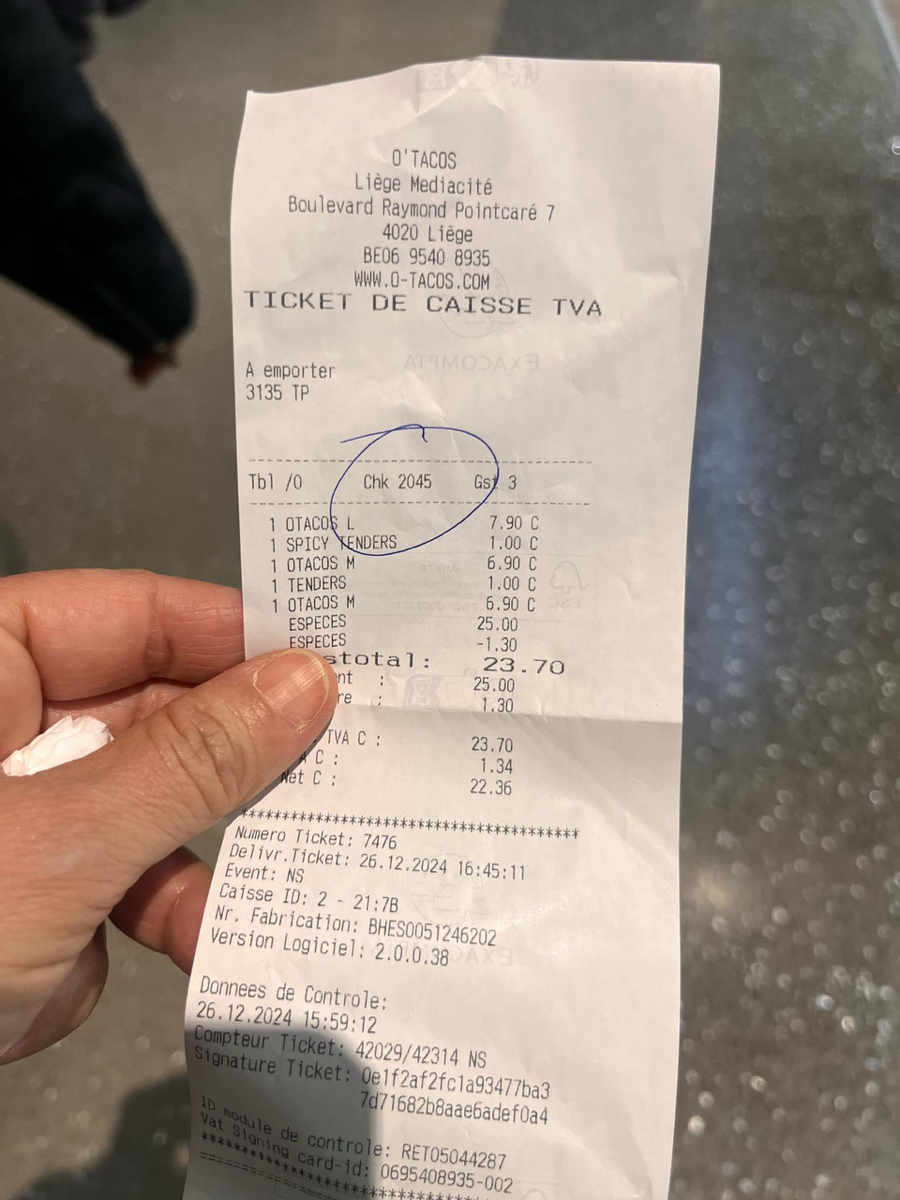 O'TACOS
Liège Mediacité
Boulevard Raymond Pointcaré 7
4020 Liège
BE06 9540 8935
WWW.O-TACOS.COM
TICKET DE CAISSE TVA
A emporter
3135 TP
Tbl /0 Chk 2045 Gst 3
1 OTACOS L 7.90 C
1 SPICY TENDERS 1.00 C
1 OTACOS M 6.90 C
1 TENDERS 1.00 C
1 OTACOS M 6.90 C
ESPECES 25.00
ESPECES -1.30
stotal: 23.70
nt : 25.00
re : 1.30
TVA C : 23.70
A C : 1.34
Net C : 22.36
****************************************
Numero Ticket: 7476
Delivr.Ticket: 26.12.2024 16:45:11
Event: NS
Caisse ID: 2 - 21:7B
Nr. Fabrication: BHES0051246202
Version Logiciel: 2.0.0.38
Donnees de Controle:
26.12.2024 15:59:12
Compteur Ticket: 42029/42314 NS
Signature Ticket: 0e1f2af2fc1a93477ba3
7d71682b8aae6adef0a4
ID module de controle: RET05044287
Vat Signing card-id: 0695408935-002